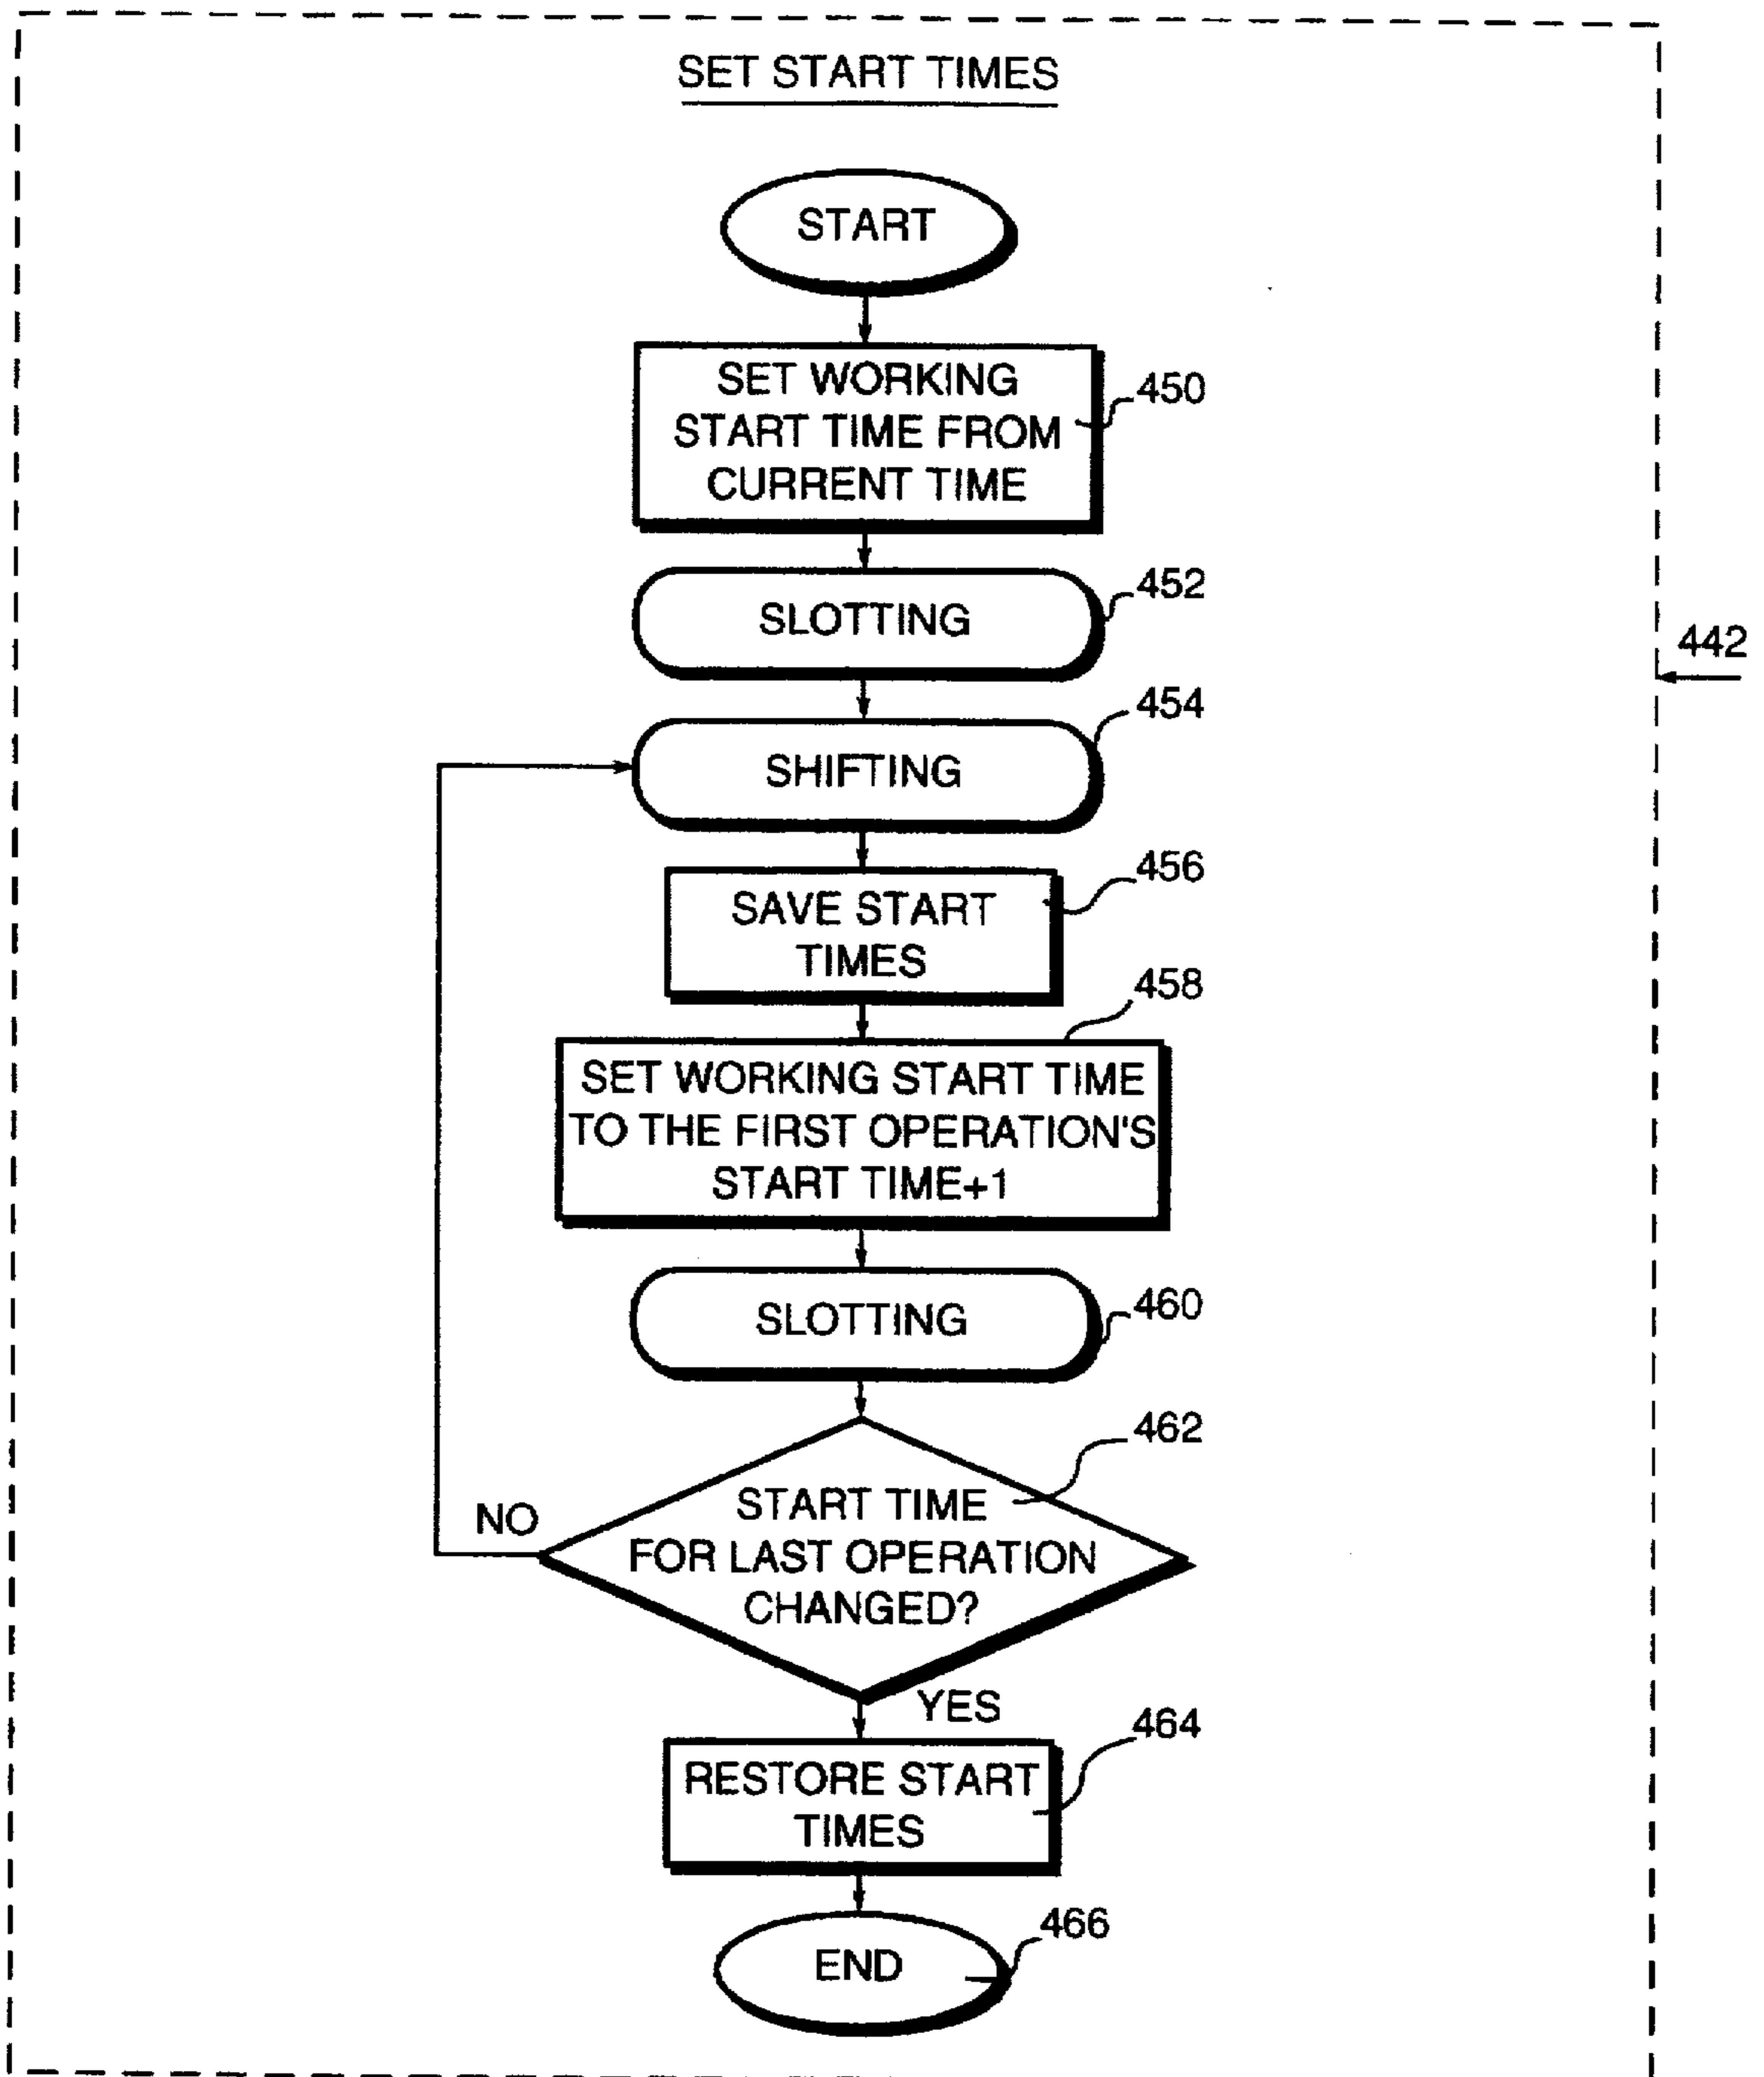 SET START TIMES
START
SET WORKING
START TIME FROM
CURRENT TIME
450
SLOTTING
452
442
SHIFTING
454
SAVE START
TIMES
456
SET WORKING START TIME
TO THE FIRST OPERATION'S
START TIME+1
458
SLOTTING
460
START TIME
FOR LAST OPERATION
CHANGED?
462
NO
YES
RESTORE START
TIMES
464
END
466